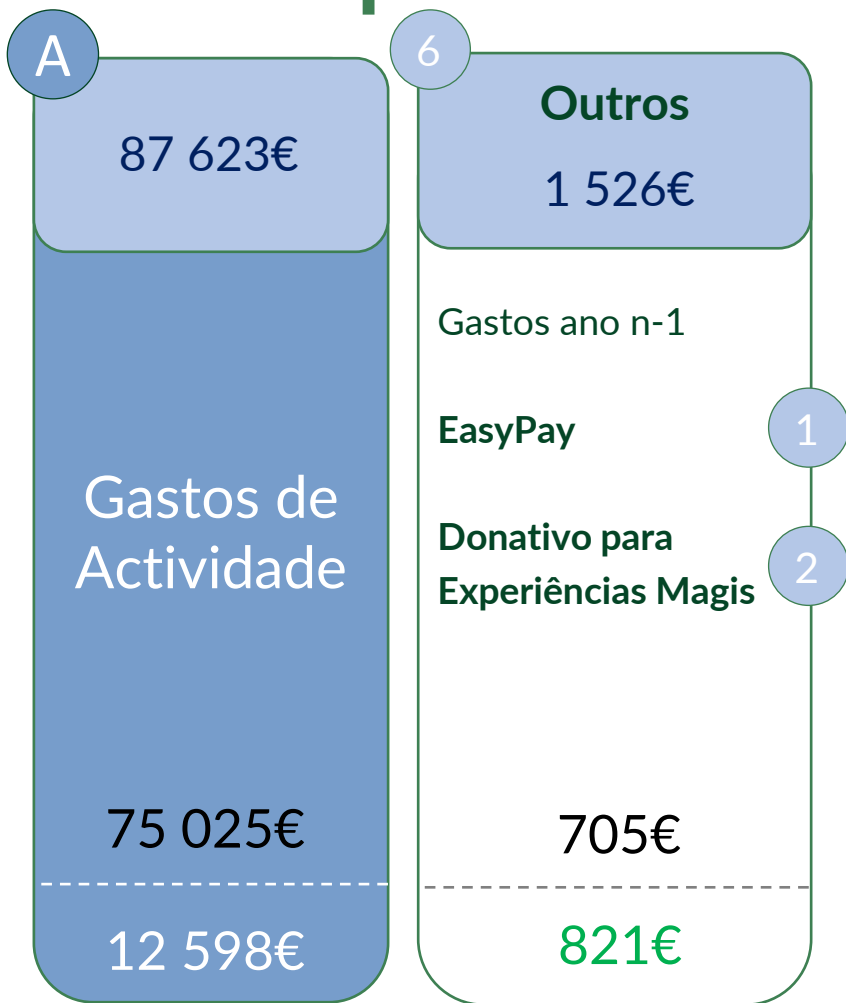 A
87 623€
Gastos de
Actividade
75 025€
12 598€
6
Outros
1 526€
Gastos ano n-1
EasyPay
1
Donativo para
Experiências Magis
2
705€
821€